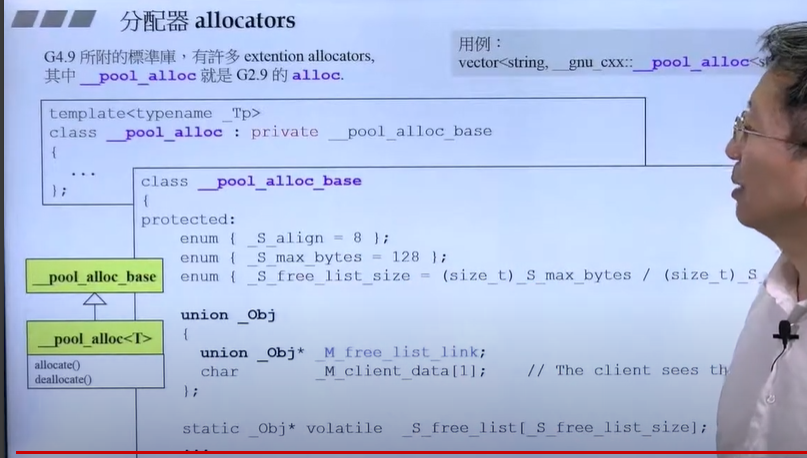 分配器 allocators
G4.9 所附的標準庫，有許多 extention allocators,
其中 __pool_alloc 就是 G2.9 的 alloc.
用例：
vector<string, __gnu_cxx::__pool_alloc<
template<typename _Tp>
class __pool_alloc : private __pool_alloc_base
{
...
};
class __pool_alloc_base
{
protected:
enum { _S_align = 8 };
enum { _S_max_bytes = 128 };
enum { _S_free_list_size = (size_t)_S_max_bytes / (size_t)_S_
union _Obj
{
union _Obj* _M_free_list_link;
char _M_client_data[1]; // The client sees
};
static _Obj* volatile _S_free_list[_S_free_list_size];
...
__pool_alloc_base
__pool_alloc<T>
allocate()
deallocate()